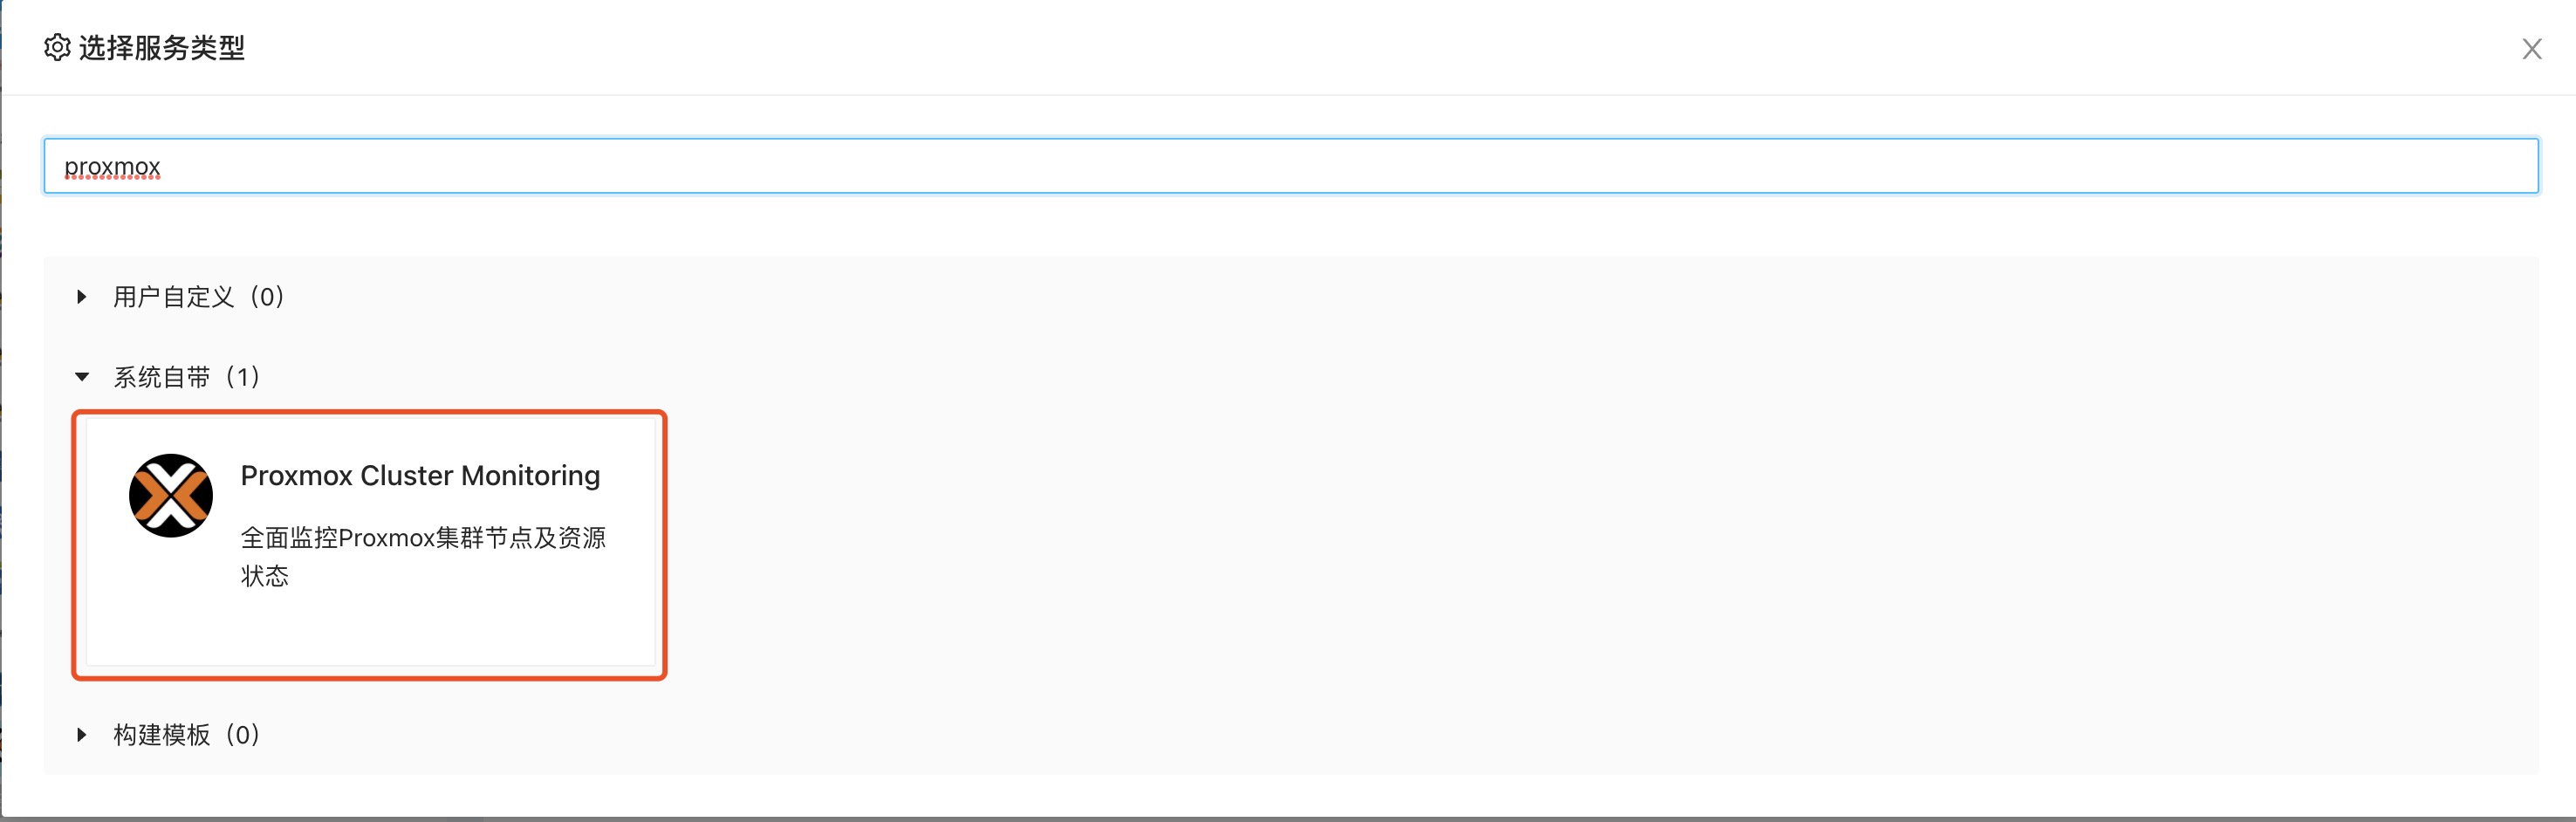 选择服务类型
proxmox
用户自定义（0）
系统自带（1）
Proxmox Cluster Monitoring
全面监控Proxmox集群节点及资源
状态
构建模板（0）